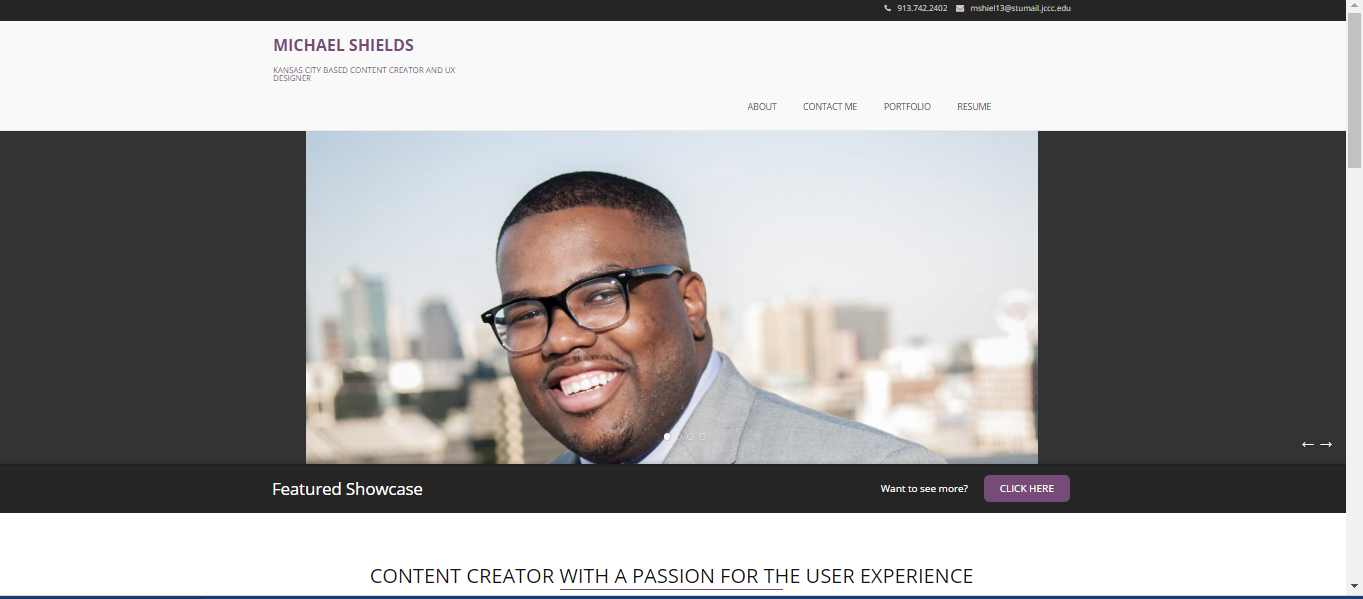 913.742.2402 mshiel13@stumail.jccc.edu
MICHAEL SHIELDS
KANSAS CITY BASED CONTENT CREATOR AND UX
DESIGNER
ABOUT CONTACT ME PORTFOLIO RESUME
Featured Showcase
Want to see more? CLICK HERE
CONTENT CREATOR WITH A PASSION FOR THE USER EXPERIENCE